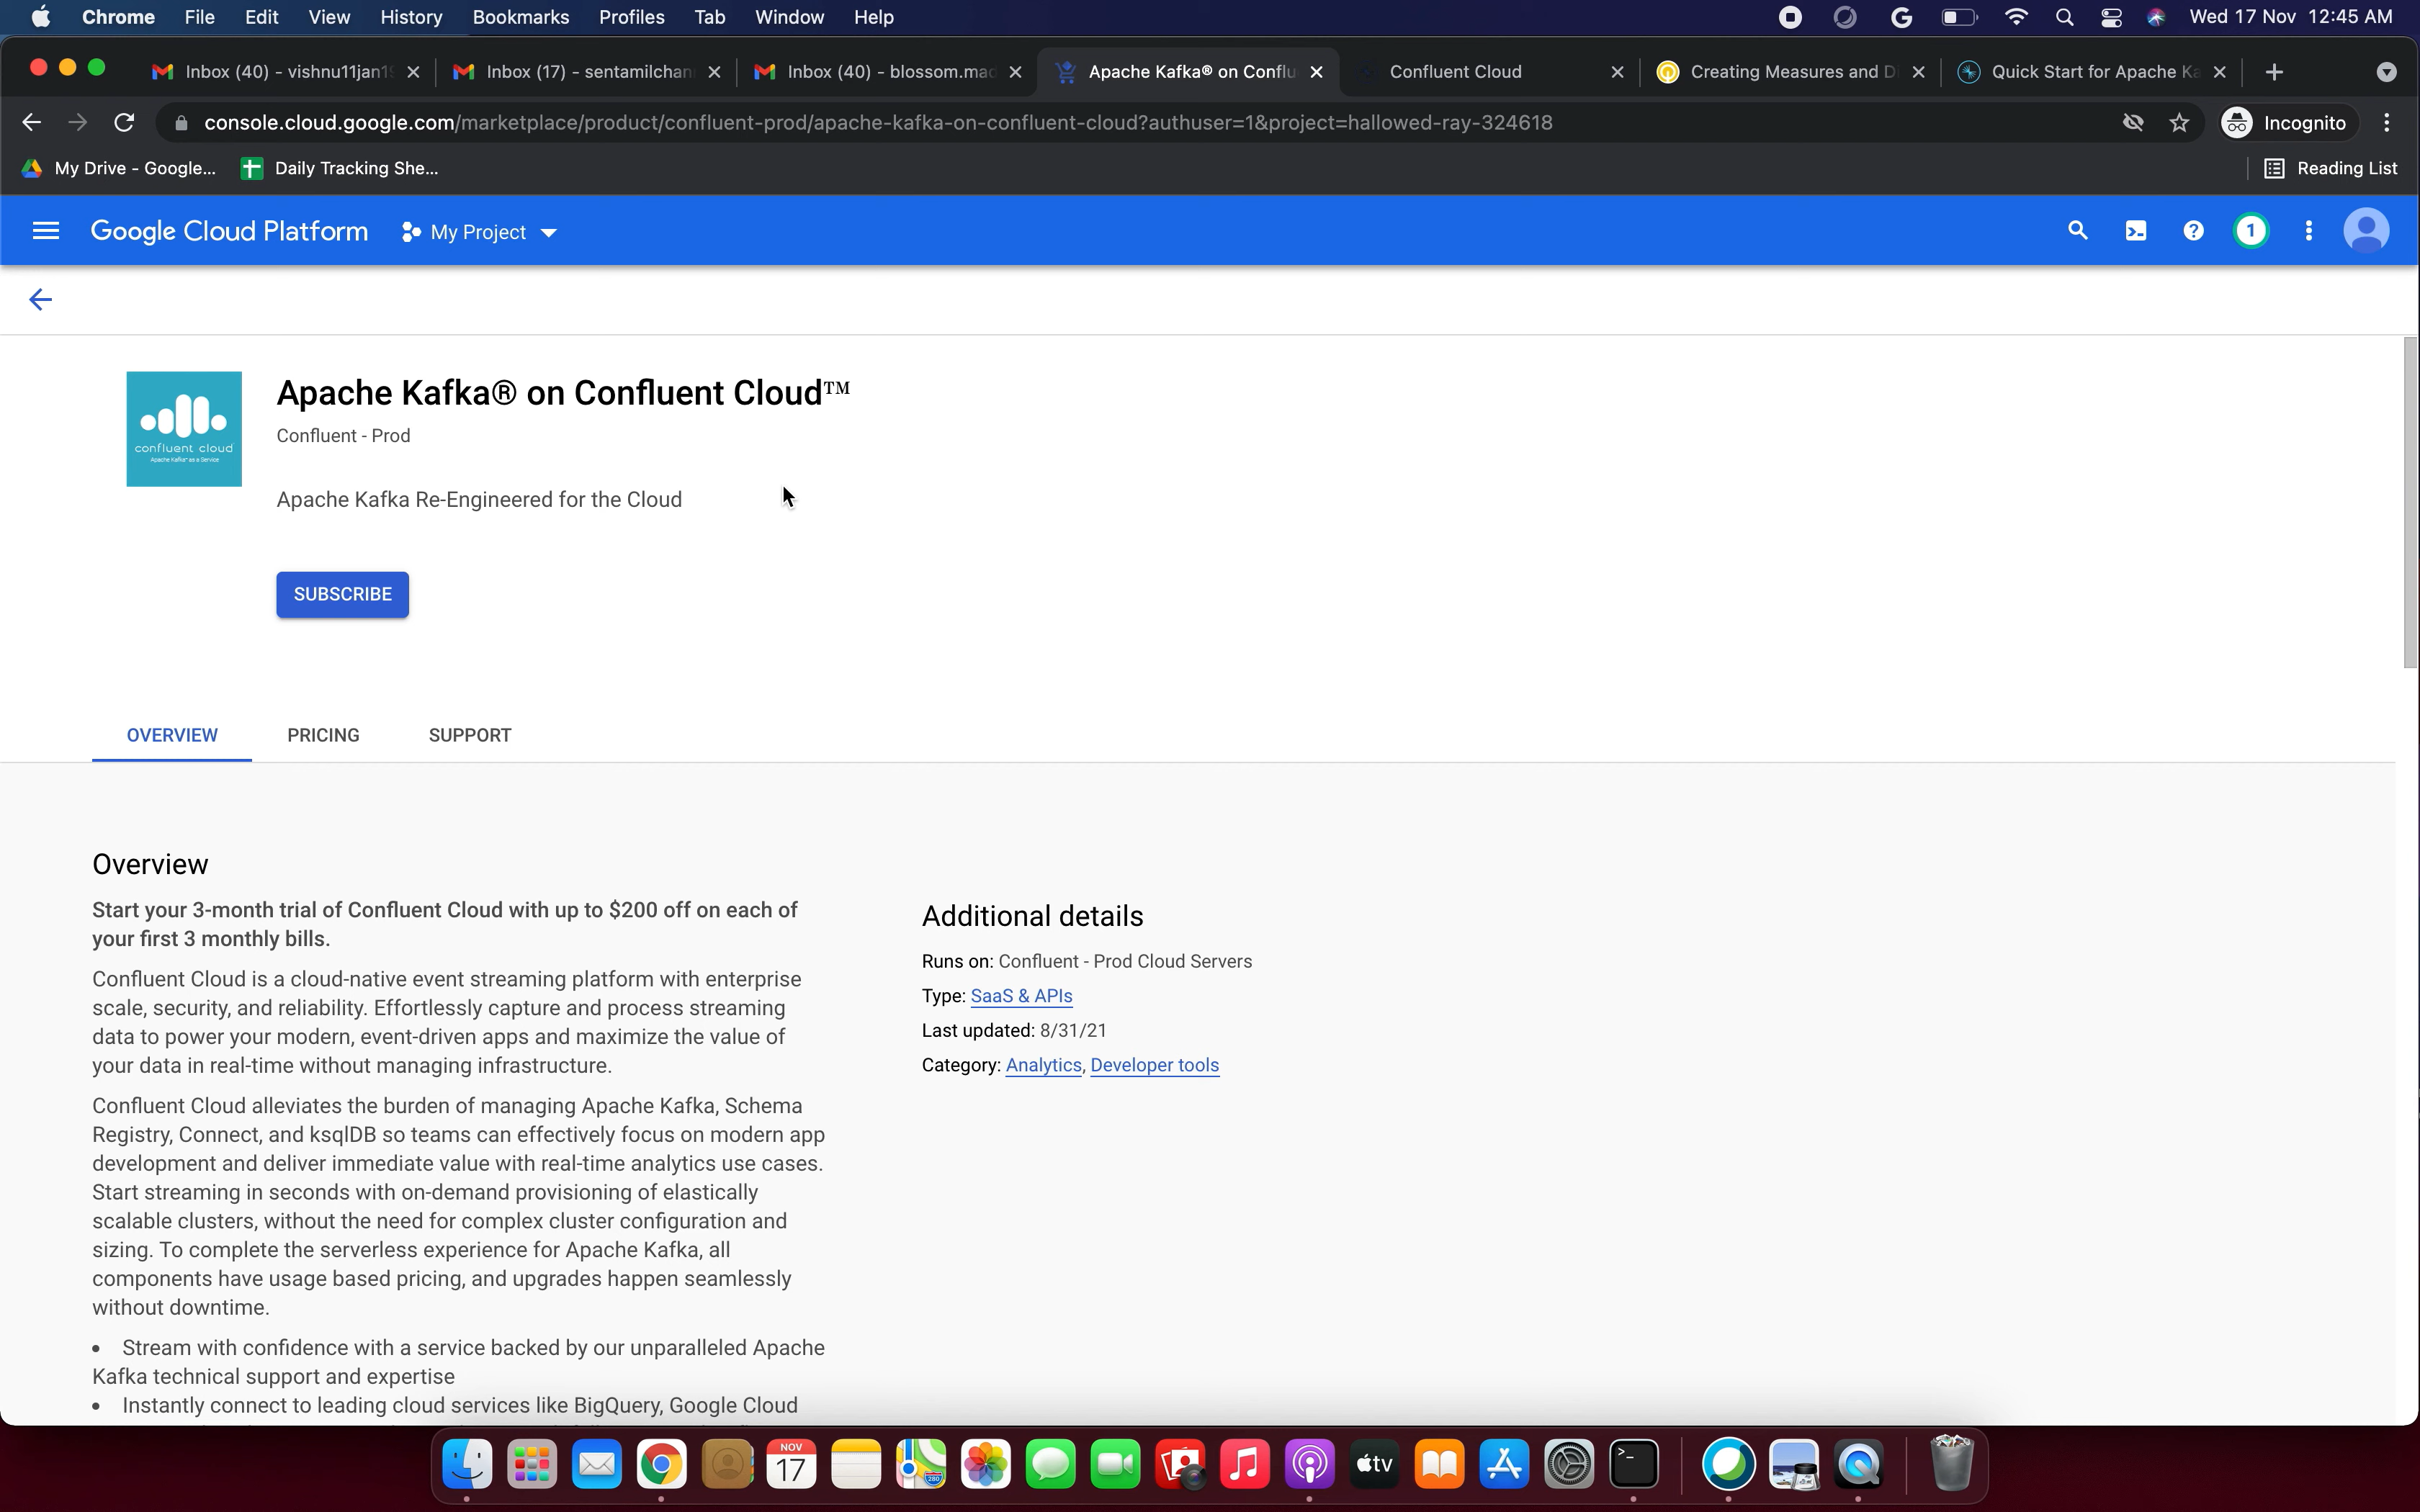 Chrome File Edit View History Bookmarks Profiles Tab Window Help Wed 17 Nov 12:45 AM
Inbox (40) - vishnu11jan19 Inbox (17) - sentamilchan Inbox (40) - blossom.mad Apache Kafka® on Conflu Confluent Cloud Creating Measures and Di Quick Start for Apache Ka
console.cloud.google.com/marketplace/product/confluent-prod/apache-kafka-on-confluent-cloud?authuser=1&project=hallowed-ray-324618 Incognito
My Drive - Google... Daily Tracking She... Reading List
Google Cloud Platform My Project 1
Apache Kafka® on Confluent Cloud™
confluent cloud
Apache Kafka® as a Service
Confluent - Prod
Apache Kafka Re-Engineered for the Cloud
SUBSCRIBE
OVERVIEW PRICING SUPPORT
Overview
Start your 3-month trial of Confluent Cloud with up to $200 off on each of
your first 3 monthly bills.
Confluent Cloud is a cloud-native event streaming platform with enterprise
scale, security, and reliability. Effortlessly capture and process streaming
data to power your modern, event-driven apps and maximize the value of
your data in real-time without managing infrastructure.
Confluent Cloud alleviates the burden of managing Apache Kafka, Schema
Registry, Connect, and ksqlDB so teams can effectively focus on modern app
development and deliver immediate value with real-time analytics use cases.
Start streaming in seconds with on-demand provisioning of elastically
scalable clusters, without the need for complex cluster configuration and
sizing. To complete the serverless experience for Apache Kafka, all
components have usage based pricing, and upgrades happen seamlessly
without downtime.
• Stream with confidence with a service backed by our unparalleled Apache
Kafka technical support and expertise
• Instantly connect to leading cloud services like BigQuery, Google Cloud
Additional details
Runs on: Confluent - Prod Cloud Servers
Type: SaaS & APIs
Last updated: 8/31/21
Category: Analytics, Developer tools
NOV
17
280
tv